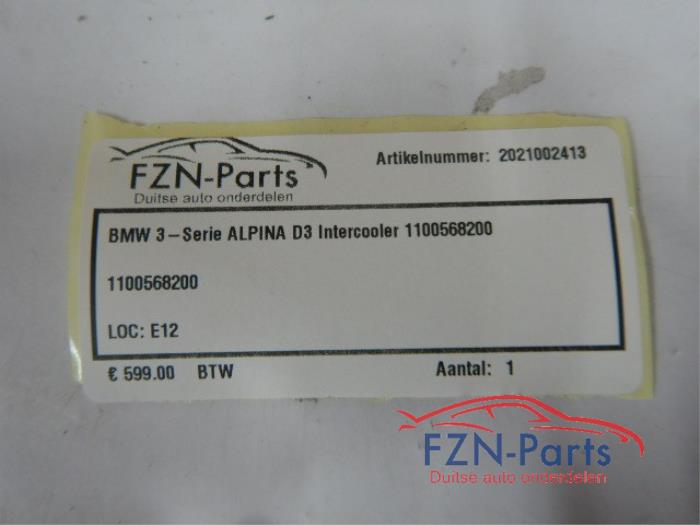 FZN-Parts
Duitse auto onderdelen
Artikelnummer: 2021002413
BMW 3-Serie ALPINA D3 Intercooler 1100568200
1100568200
LOC: E12
€ 599.00 BTW
Aantal: 1
FZN-Parts
Duitse auto onderdelen